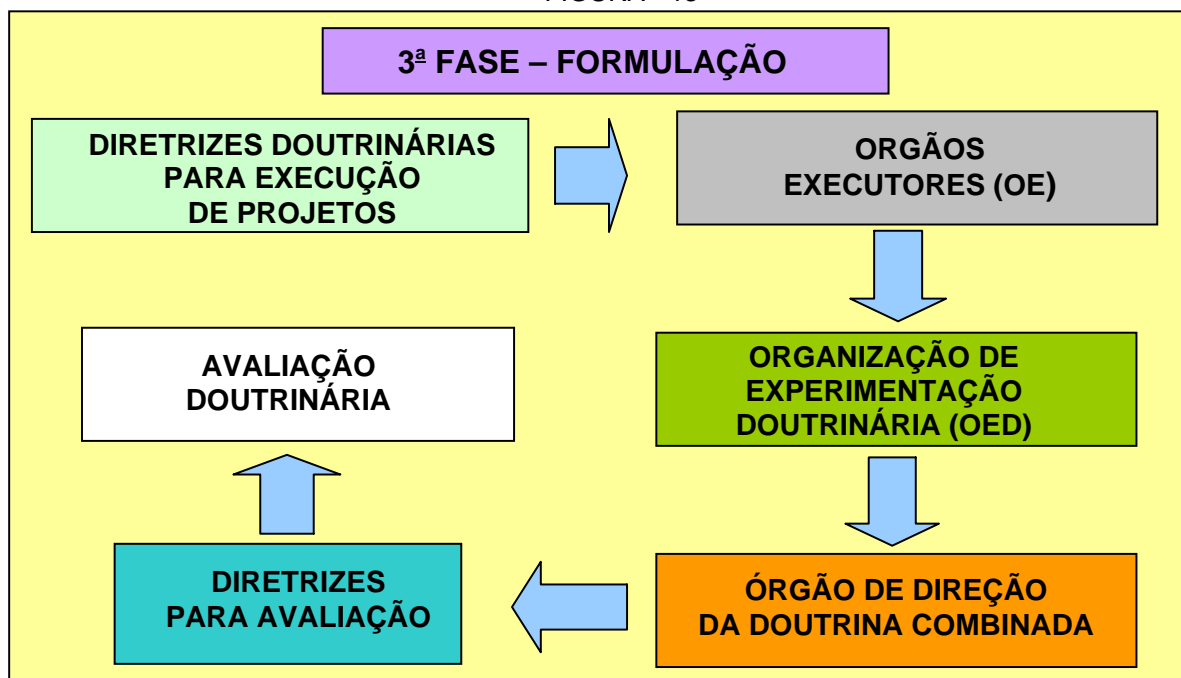 3ª FASE – FORMULAÇÃO
DIRETRIZES DOUTRINÁRIAS
PARA EXECUÇÃO
DE PROJETOS
ORGÃOS
EXECUTORES (OE)
AVALIAÇÃO
DOUTRINÁRIA
ORGANIZAÇÃO DE
EXPERIMENTAÇÃO
DOUTRINÁRIA (OED)
DIRETRIZES
PARA AVALIAÇÃO
ÓRGÃO DE DIREÇÃO
DA DOUTRINA COMBINADA